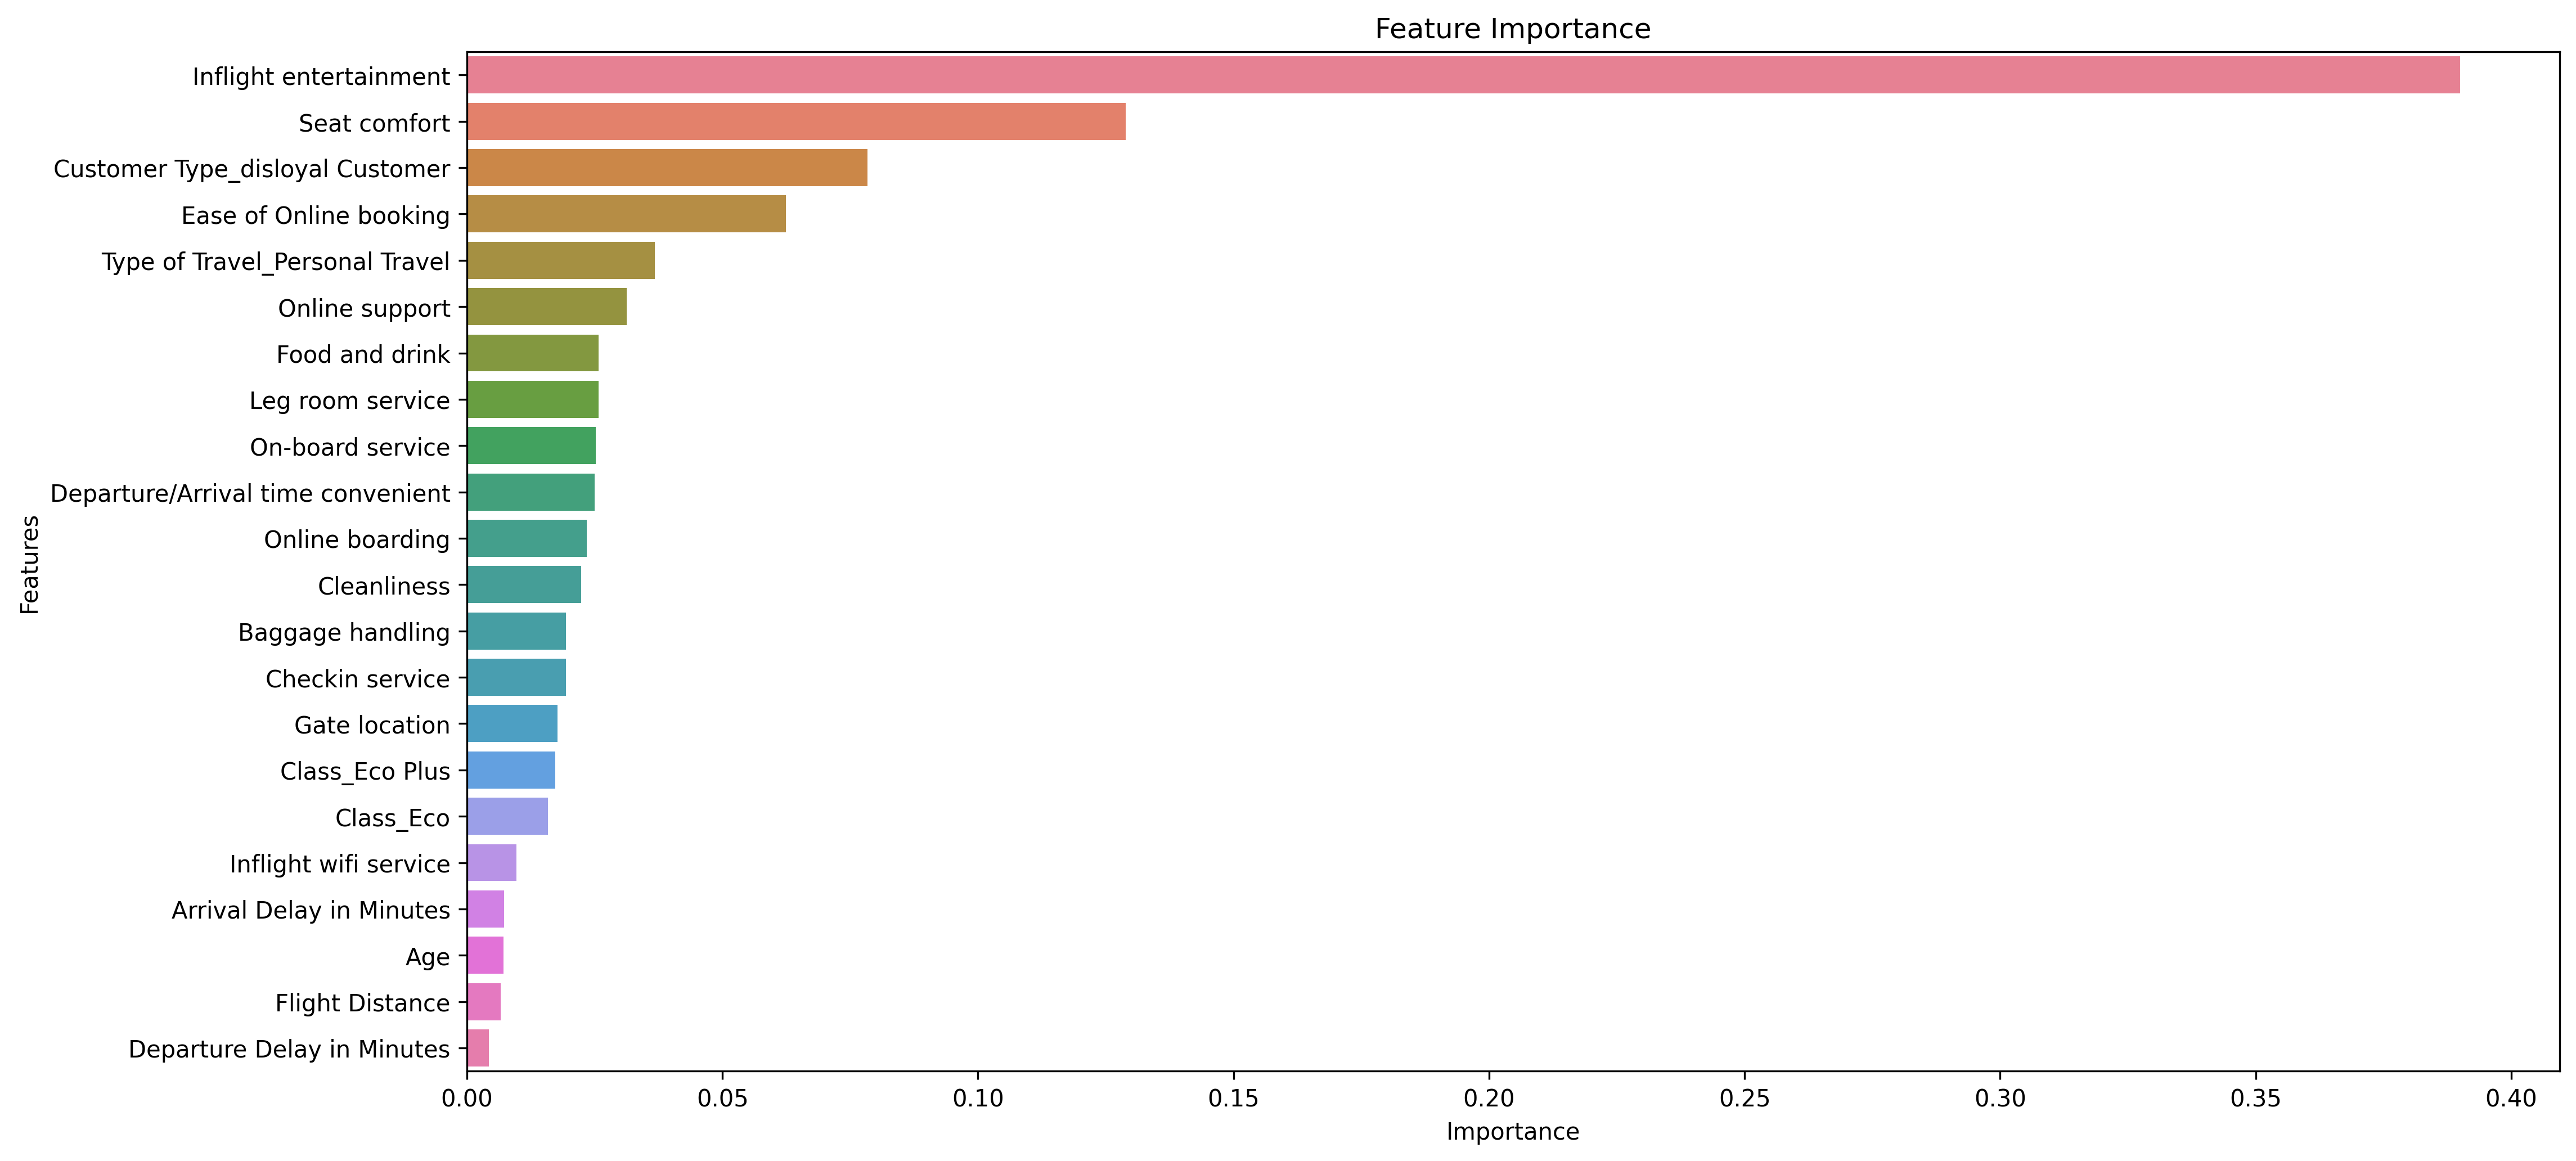 Feature Importance
Inflight entertainment
Seat comfort
Customer Type_disloyal Customer
Ease of Online booking
Type of Travel_Personal Travel
Online support
Food and drink
Leg room service
On-board service
Departure/Arrival time convenient
Online boarding
Cleanliness
Baggage handling
Checkin service
Gate location
Class_Eco Plus
Class_Eco
Inflight wifi service
Arrival Delay in Minutes
Age
Flight Distance
Departure Delay in Minutes
Features
0.00 0.05 0.10 0.15 0.20 0.25 0.30 0.35 0.40
Importance